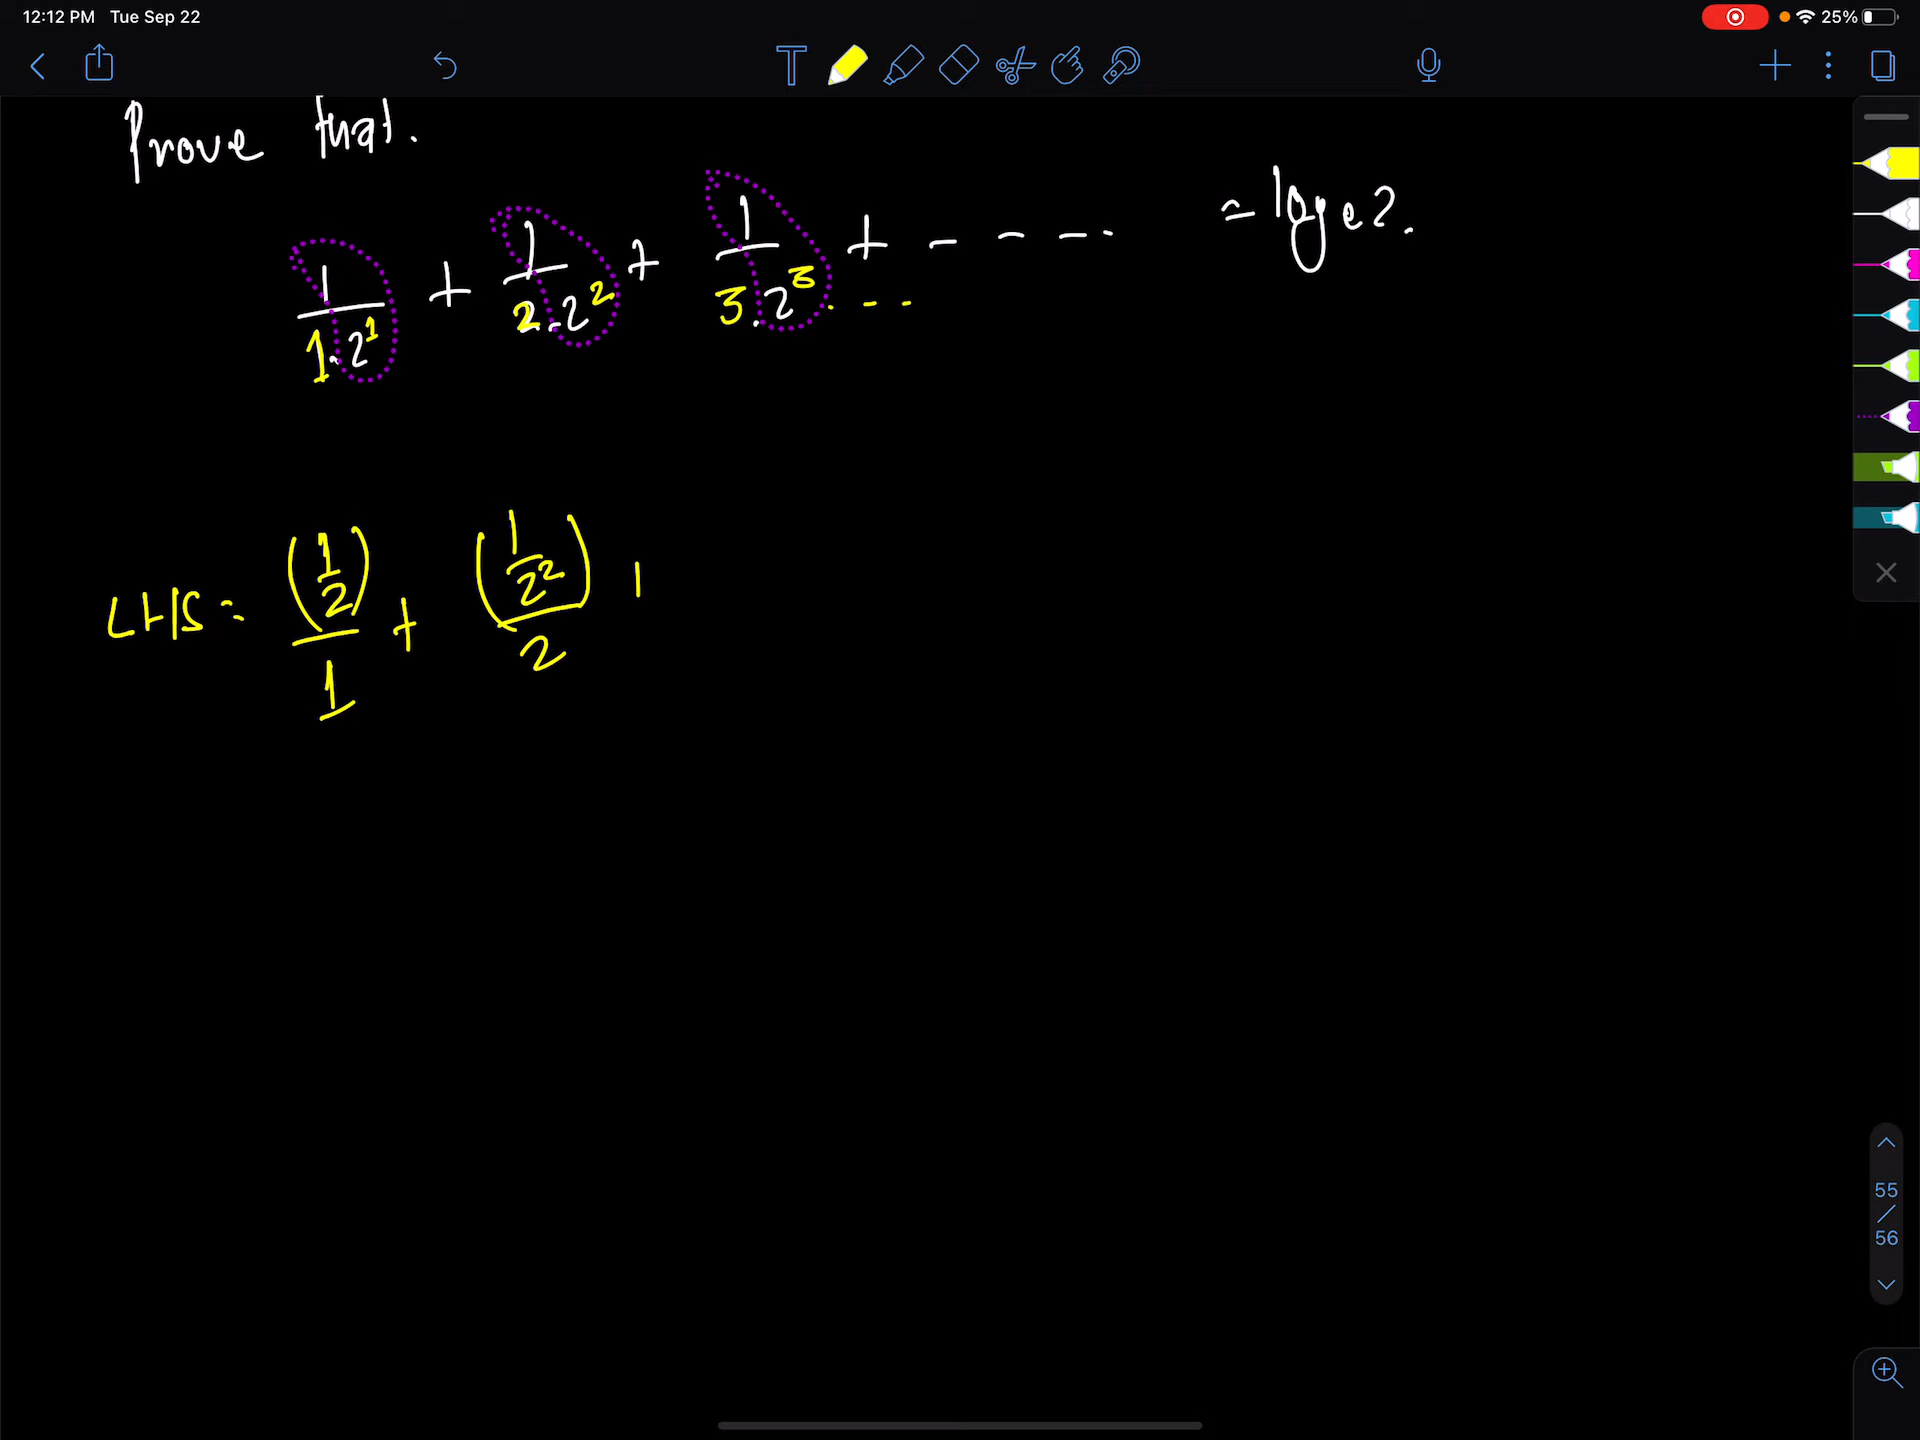 12:12 PM Tue Sep 22 25%
Prove that.
1/1·2¹ + 1/2·2² + 1/3·2³ + - - - - = logₑ2.
LHS = (1/2)/1 + (1/2²)/2
55
/
56